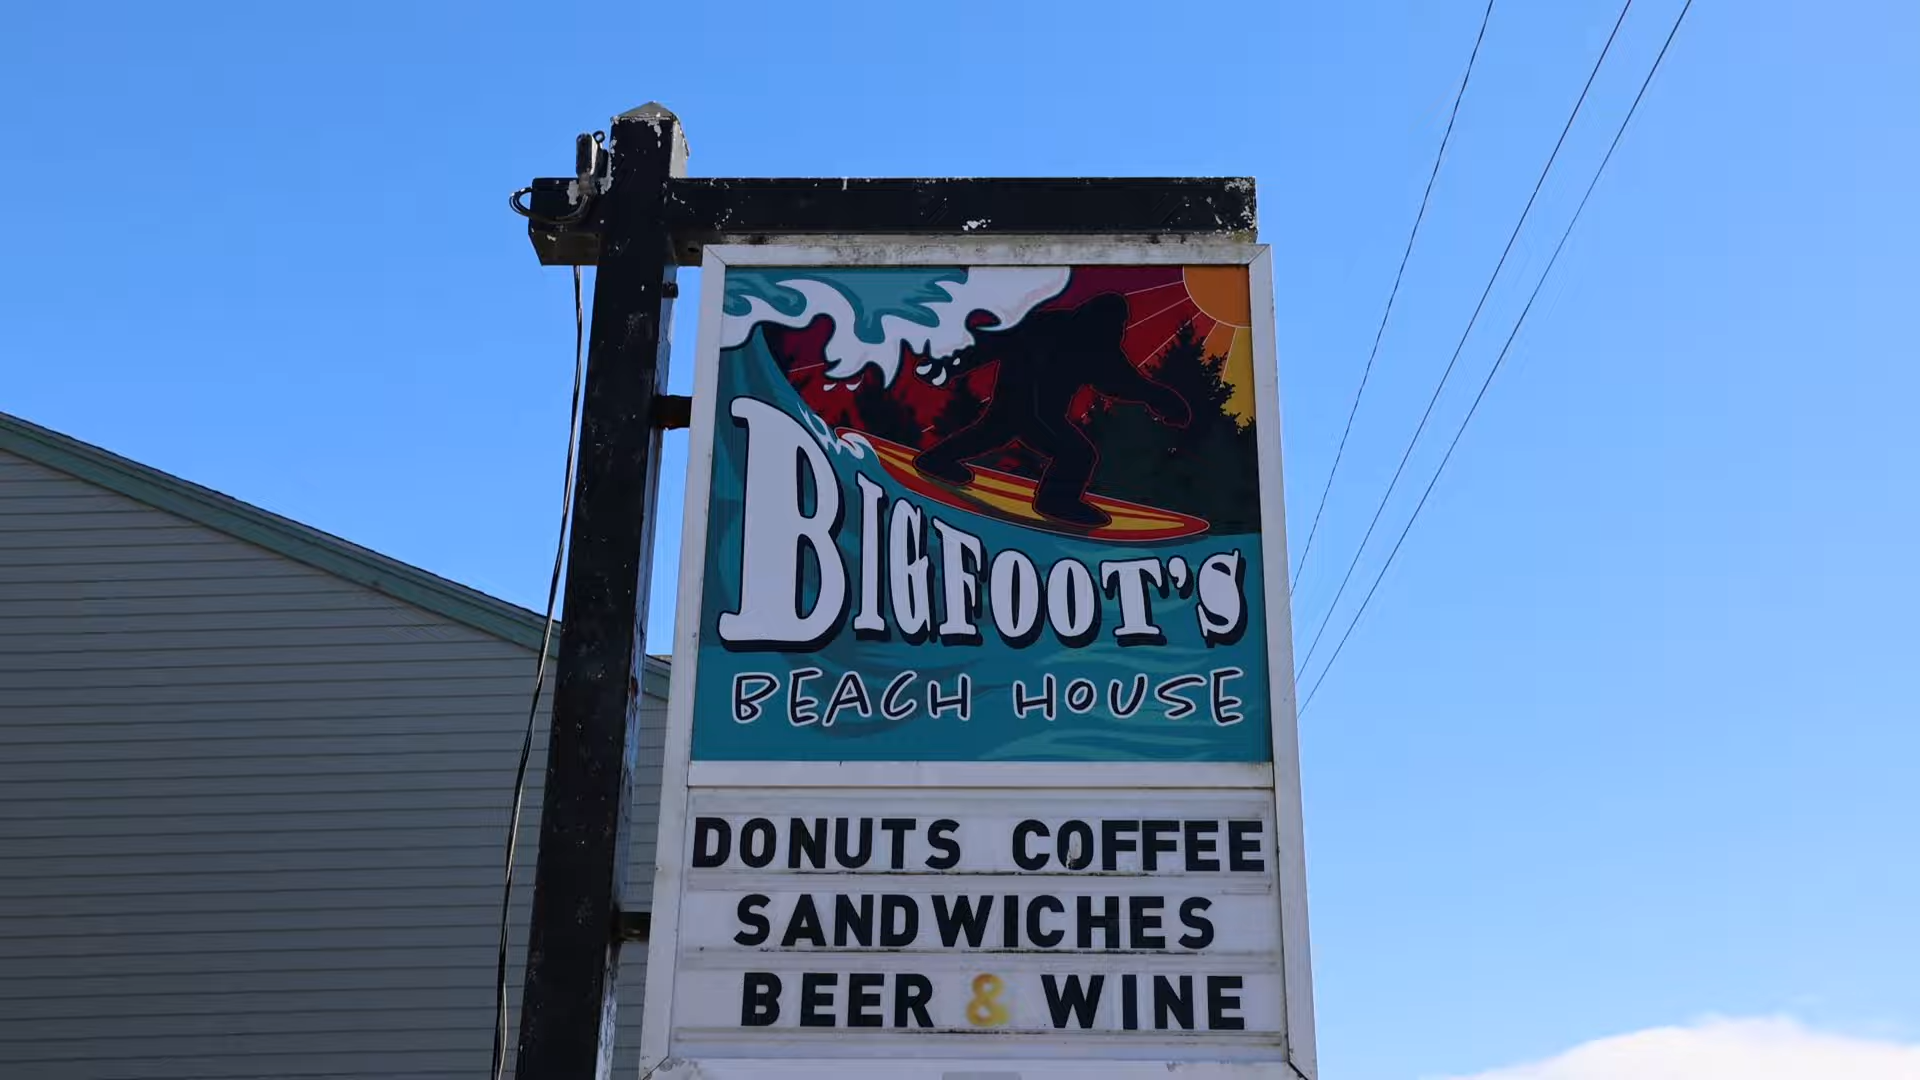 BIGFOOT'S
BEACH HOUSE
DONUTS COFFEE
SANDWICHES
BEER & WINE